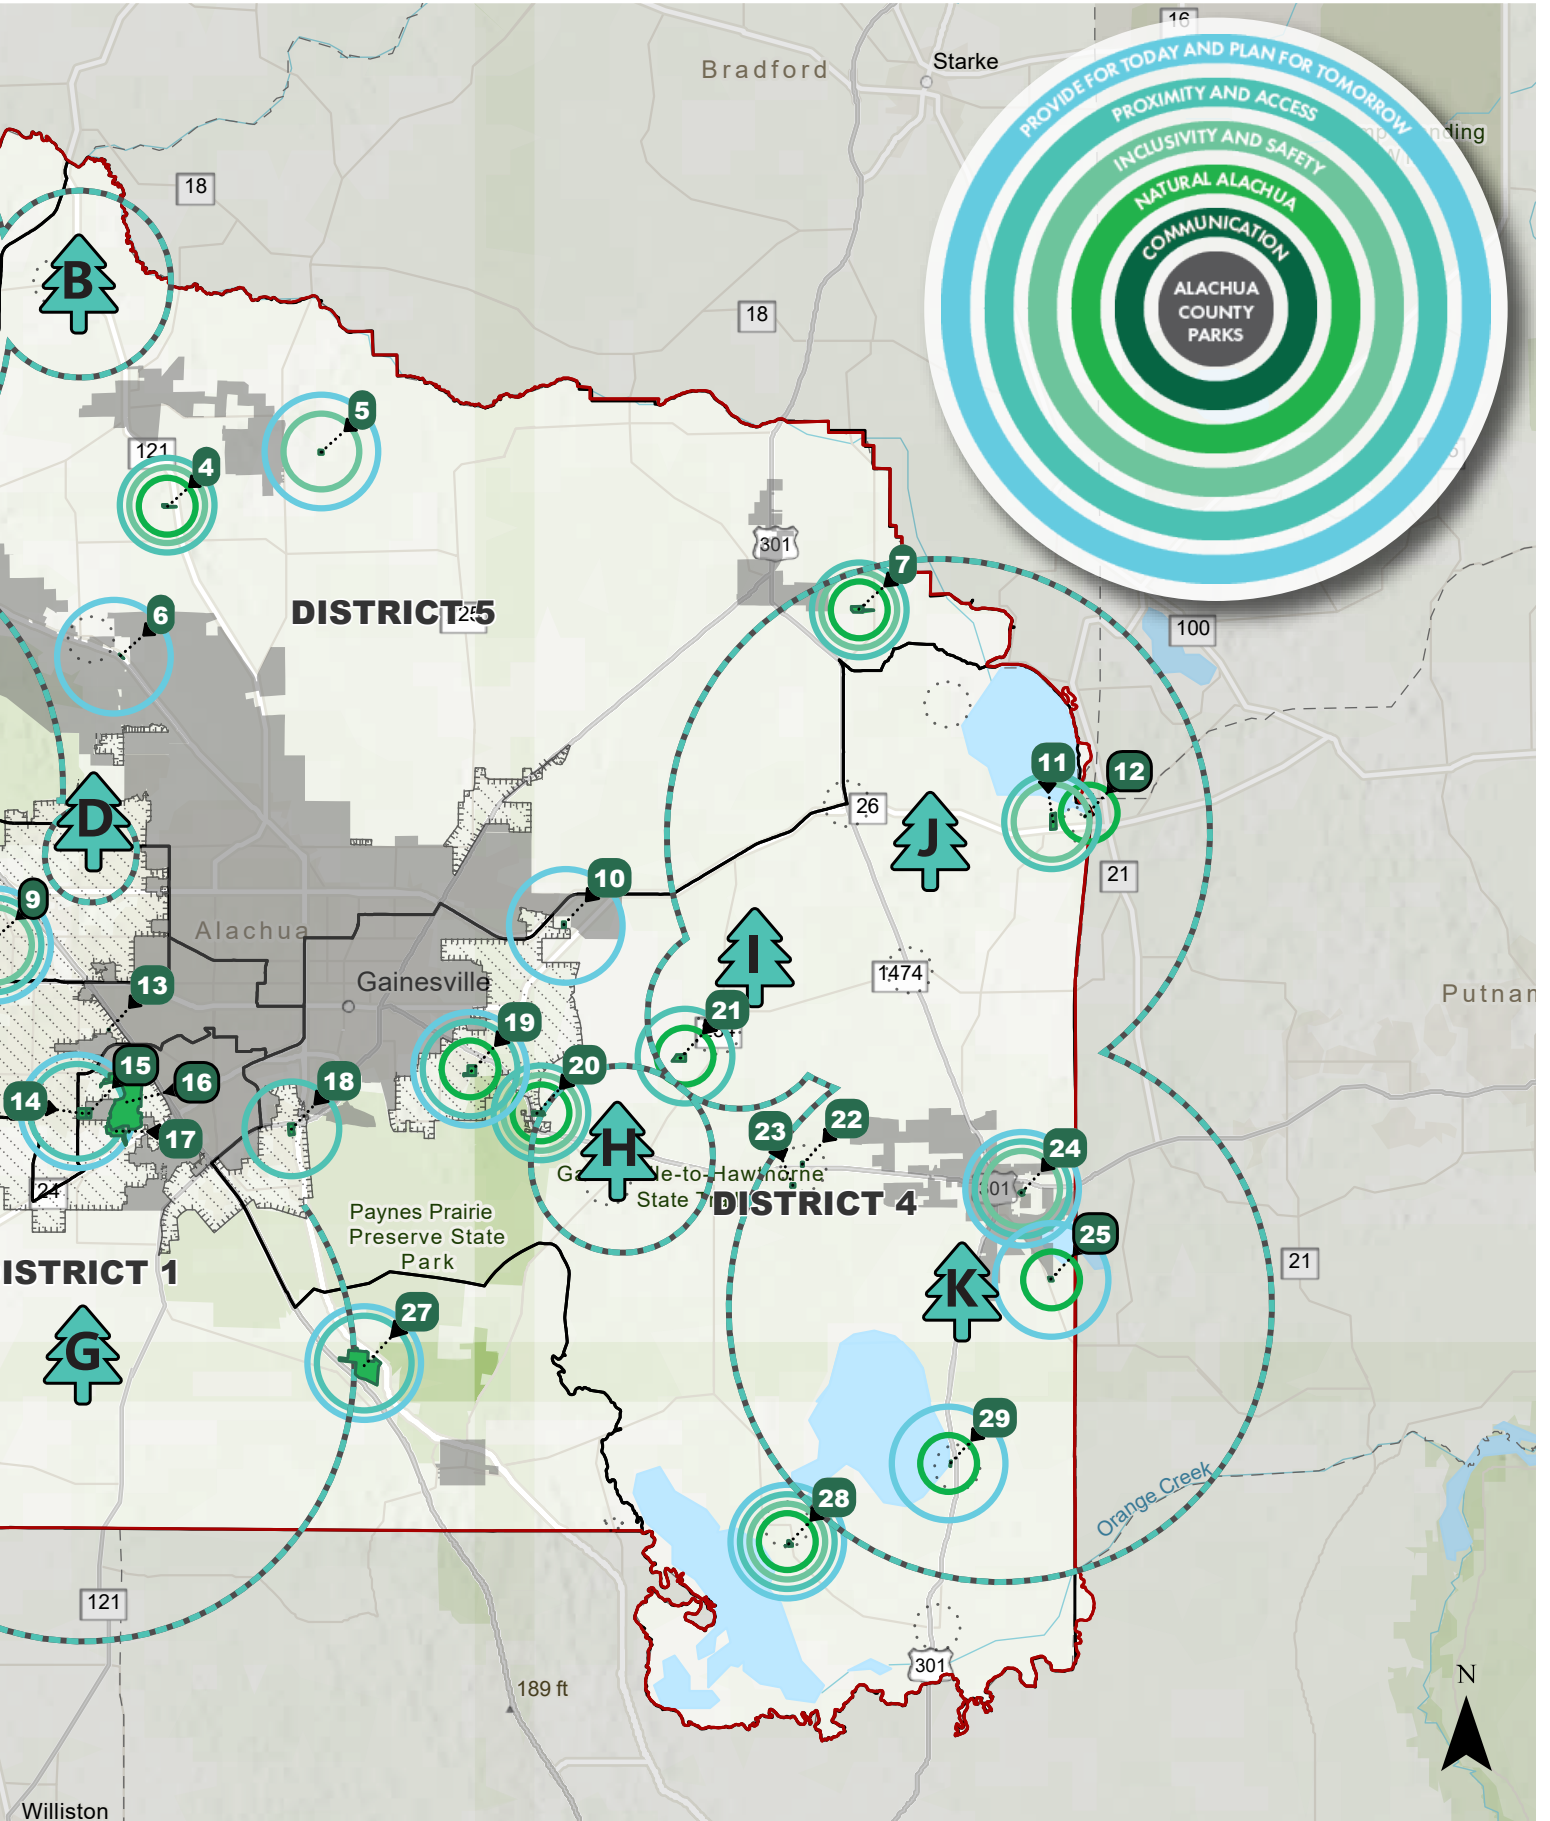 16
Bradford
Starke
PROVIDE FOR TODAY AND PLAN FOR TOMORROW
PROXIMITY AND ACCESS
INCLUSIVITY AND SAFETY
NATURAL ALACHUA
COMMUNICATION
ALACHUA
COUNTY
PARKS
18
B
18
5
121
4
301
7
6
DISTRICT 5
25
100
11
12
26
D
J
21
10
9
Alachua
I
1474
Gainesville
13
Putnam
21
19
15
20
16
18
14
22
23
17
H
24
24
301
DISTRICT 4
State
Paynes Prairie
Preserve State
Park
25
21
ISTRICT 1
K
27
G
29
28
Orange Creek
121
301
189 ft
N
Williston